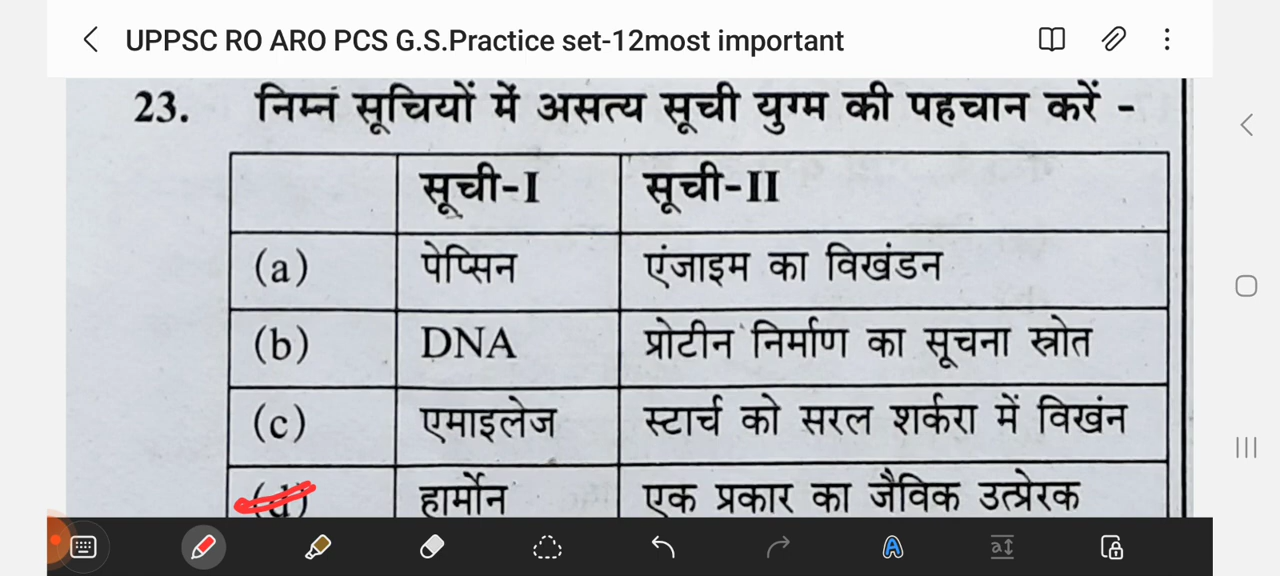 UPPSC RO ARO PCS G.S.Practice set-12most important
23. निम्न सूचियों में असत्य सूची युग्म की पहचान करें -
सूची-I सूची-II
(a) पेप्सिन एंजाइम का विखंडन
(b) DNA प्रोटीन निर्माण का सूचना स्रोत
(c) एमाइलेज स्टार्च को सरल शर्करा में विखंन
(d) हार्मोन एक प्रकार का जैविक उत्प्रेरक